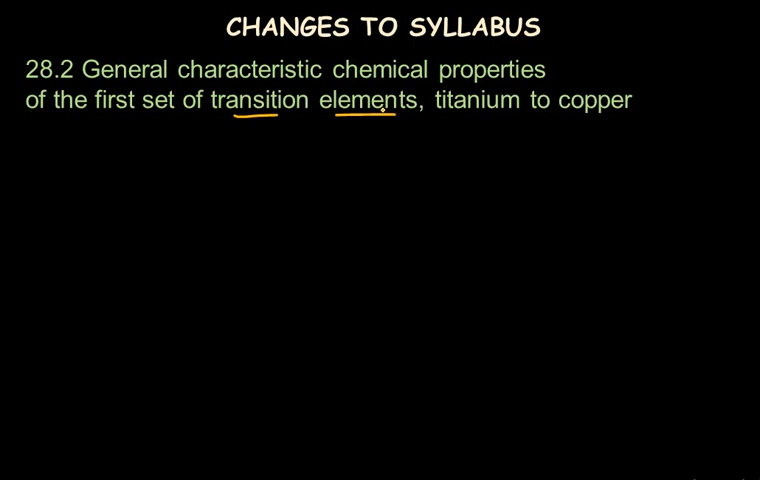 CHANGES TO SYLLABUS
28.2 General characteristic chemical properties
of the first set of transition elements, titanium to copper